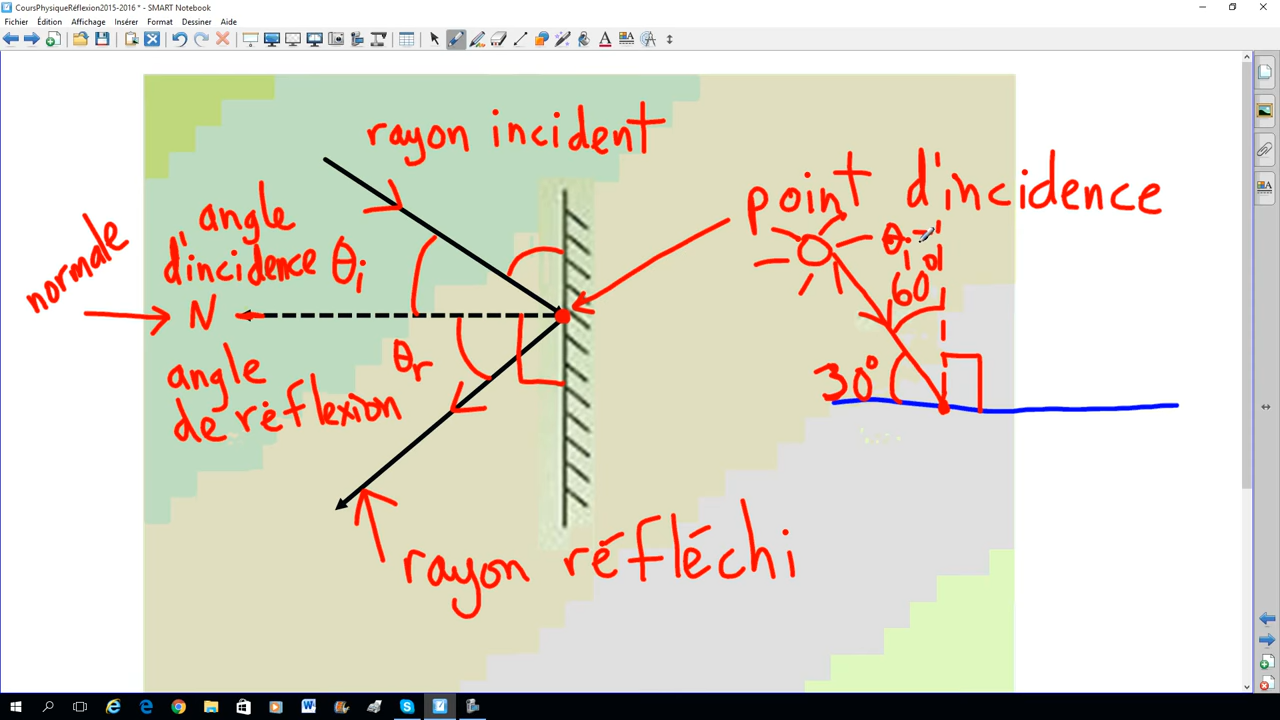 CoursPhysiqueRéflexion2015-2016 * - SMART Notebook
Fichier Édition Affichage Insérer Format Dessiner Aide
rayon incident
point d'incidence
angle
d'incidence θi
normale
N
θr
angle
de réflexion
rayon réfléchi
θi =
60°
30°